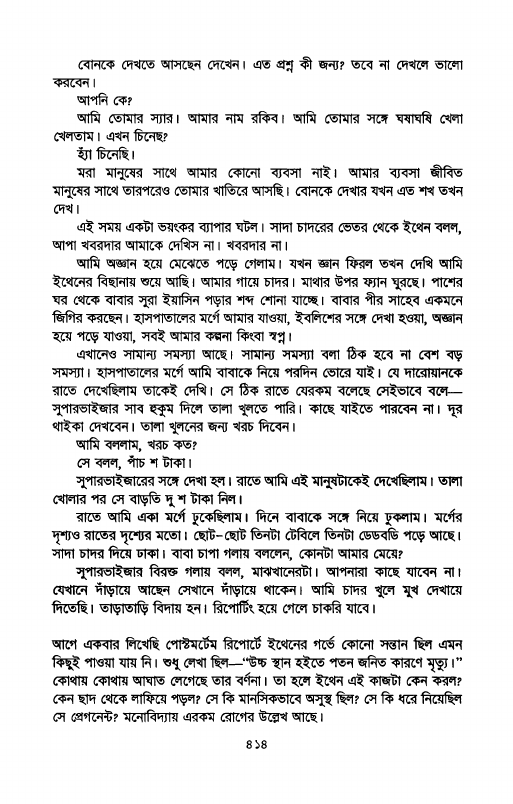 বোনকে দেখতে আসছেন দেখেন। এত প্রশ্ন কী জন্য? তবে না দেখলে ভালো
করবেন।
আপনি কে?
আমি তোমার স্যার। আমার নাম রকিব। আমি তোমার সঙ্গে ঘষাঘষি খেলা
খেলতাম। এখন চিনেছ?
হ্যাঁ চিনেছি।
মরা মানুষের সাথে আমার কোনো ব্যবসা নাই। আমার ব্যবসা জীবিত
মানুষের সাথে তারপরেও তোমার খাতিরে আসছি। বোনকে দেখার যখন এত শখ তখন
দেখ।
এই সময় একটা ভয়ংকর ব্যাপার ঘটল। সাদা চাদরের ভেতর থেকে ইথেন বলল,
আপা খবরদার আমাকে দেখিস না। খবরদার না।
আমি অজ্ঞান হয়ে মেঝেতে পড়ে গেলাম। যখন জ্ঞান ফিরল তখন দেখি আমি
ইথেনের বিছানায় শুয়ে আছি। আমার গায়ে চাদর। মাথার উপর ফ্যান ঘুরছে। পাশের
ঘর থেকে বাবার সুরা ইয়াসিন পড়ার শব্দ শোনা যাচ্ছে। বাবার পীর সাহেব একমনে
জিগির করছেন। হাসপাতালের মর্গে আমার যাওয়া, ইবলিশের সঙ্গে দেখা হওয়া, অজ্ঞান
হয়ে পড়ে যাওয়া, সবই আমার কল্পনা কিংবা স্বপ্ন।
এখানেও সামান্য সমস্যা আছে। সামান্য সমস্যা বলা ঠিক হবে না বেশ বড়
সমস্যা। হাসপাতালের মর্গে আমি বাবাকে নিয়ে পরদিন ভোরে যাই। যে দারোয়ানকে
রাতে দেখেছিলাম তাকেই দেখি। সে ঠিক রাতে যেরকম বলেছে সেইভাবে বলে—
সুপারভাইজার সাব হুকুম দিলে তালা খুলতে পারি। কাছে যাইতে পারবেন না। দূর
থাইকা দেখবেন। তালা খুলনের জন্য খরচ দিবেন।
আমি বললাম, খরচ কত?
সে বলল, পাঁচ শ টাকা।
সুপারভাইজারের সঙ্গে দেখা হল। রাতে আমি এই মানুষটাকেই দেখেছিলাম। তালা
খোলার পর সে বাড়তি দু শ টাকা নিল।
রাতে আমি একা মর্গে ঢুকেছিলাম। দিনে বাবাকে সঙ্গে নিয়ে ঢুকলাম। মর্গের
দৃশ্যও রাতের দৃশ্যের মতো। ছোট-ছোট তিনটা টেবিলে তিনটা ডেডবডি পড়ে আছে।
সাদা চাদর দিয়ে ঢাকা। বাবা চাপা গলায় বললেন, কোনটা আমার মেয়ে?
সুপারভাইজার বিরক্ত গলায় বলল, মাঝখানেরটা। আপনারা কাছে যাবেন না।
যেখানে দাঁড়ায়ে আছেন সেখানে দাঁড়ায়ে থাকেন। আমি চাদর খুলে মুখ দেখায়ে
দিতেছি। তাড়াতাড়ি বিদায় হন। রিপোর্টিং হয়ে গেলে চাকরি যাবে।
আগে একবার লিখেছি পোস্টমর্টেম রিপোর্টে ইথেনের গর্ভে কোনো সন্তান ছিল এমন
কিছুই পাওয়া যায় নি। শুধু লেখা ছিল—“উচ্চ স্থান হইতে পতন জনিত কারণে মৃত্যু।”
কোথায় কোথায় আঘাত লেগেছে তার বর্ণনা। তা হলে ইথেন এই কাজটা কেন করল?
কেন ছাদ থেকে লাফিয়ে পড়ল? সে কি মানসিকভাবে অসুস্থ ছিল? সে কি ধরে নিয়েছিল
সে প্রেগনেন্ট? মনোবিদ্যায় এরকম রোগের উল্লেখ আছে।
৪১৪